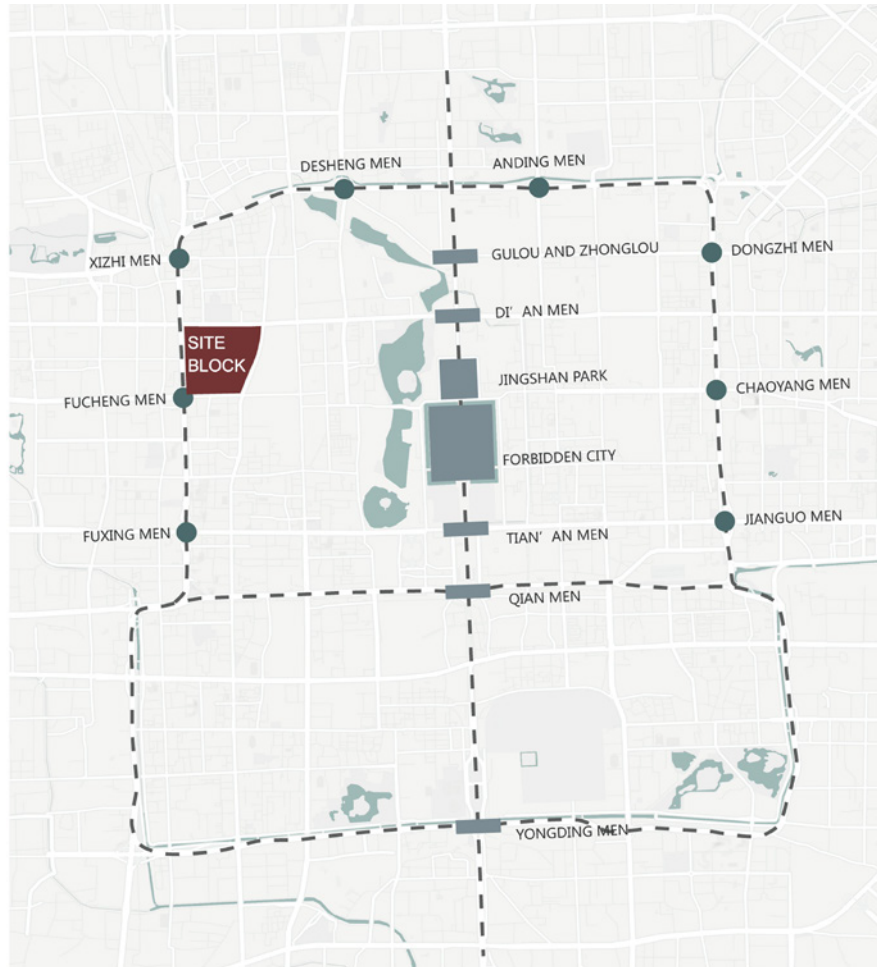 DESHENG MEN
ANDING MEN
XIZHI MEN
GULOU AND ZHONGLOU
DONGZHI MEN
DI' AN MEN
SITE
BLOCK
JINGSHAN PARK
FUCHENG MEN
CHAOYANG MEN
FORBIDDEN CITY
FUXING MEN
TIAN' AN MEN
JIANGUO MEN
QIAN MEN
YONGDING MEN